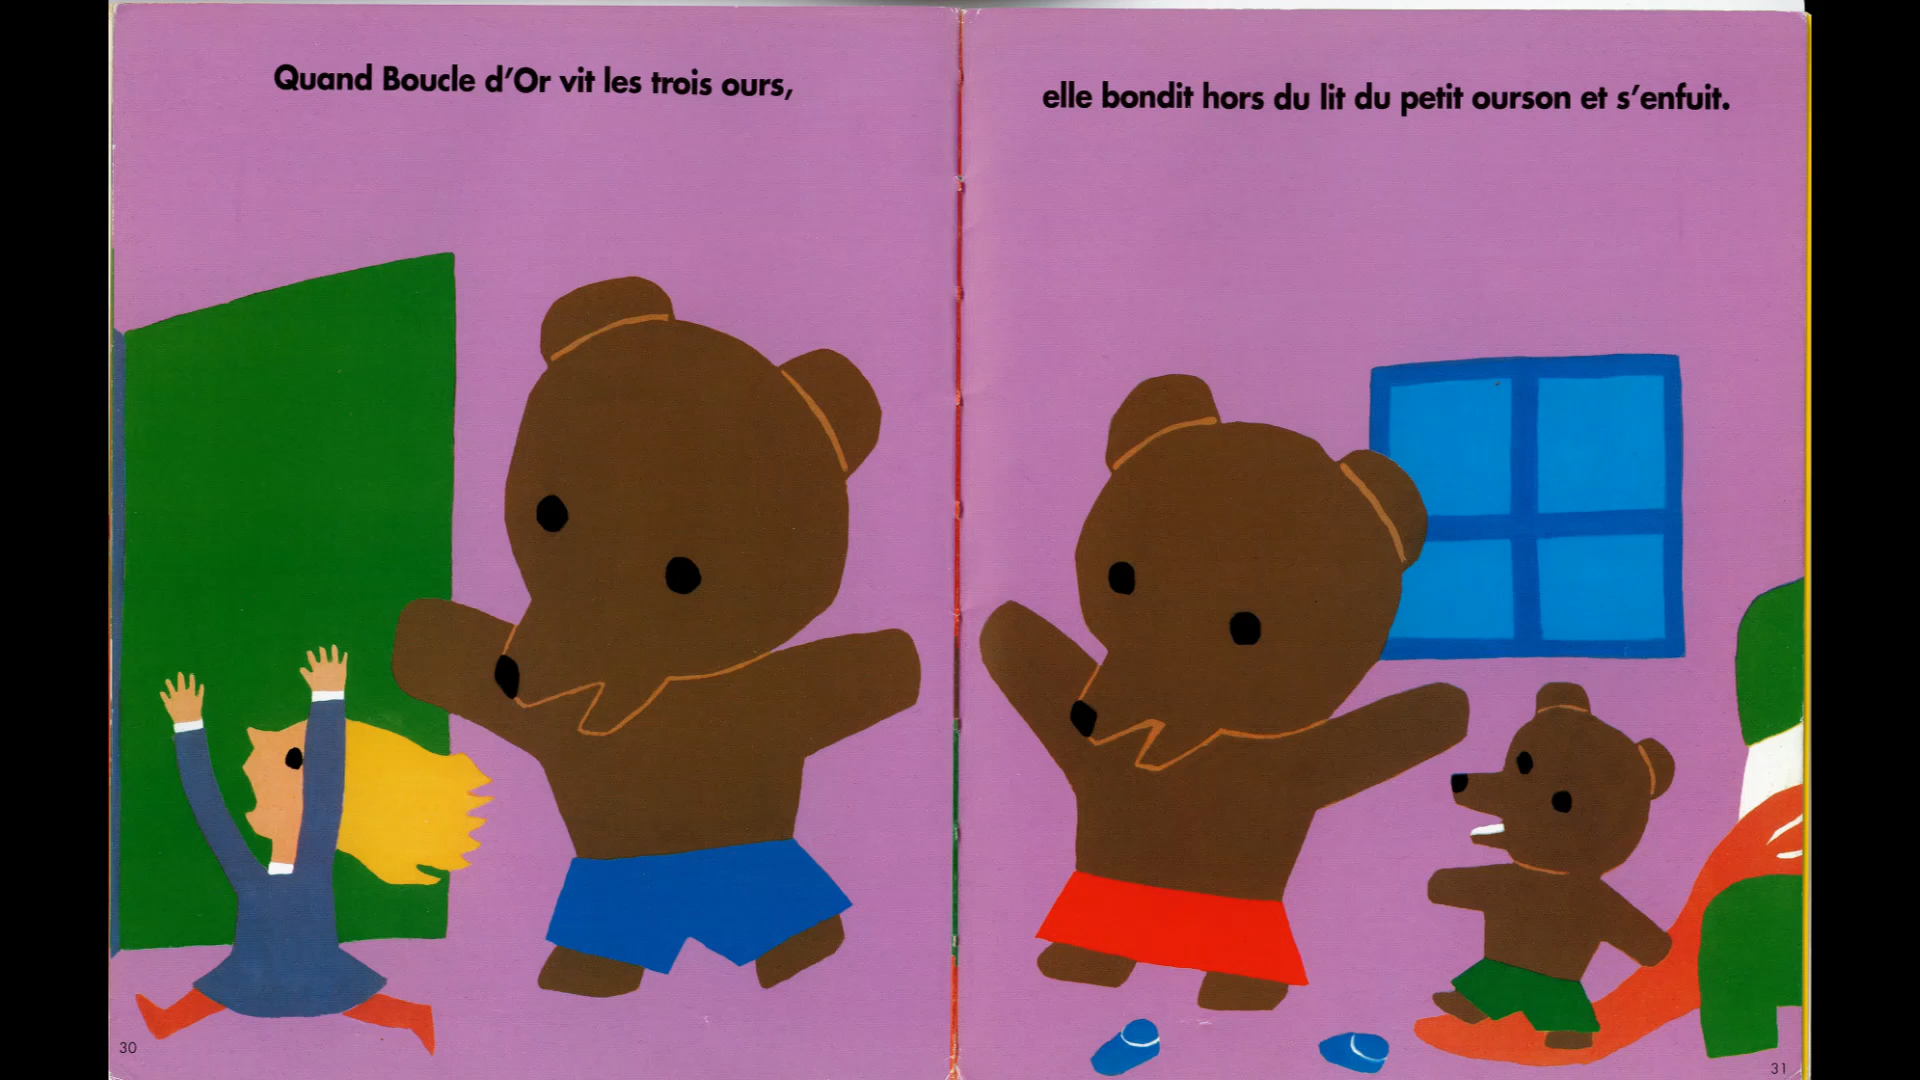 Quand Boucle d'Or vit les trois ours,
elle bondit hors du lit du petit ourson et s'enfuit.
30
31